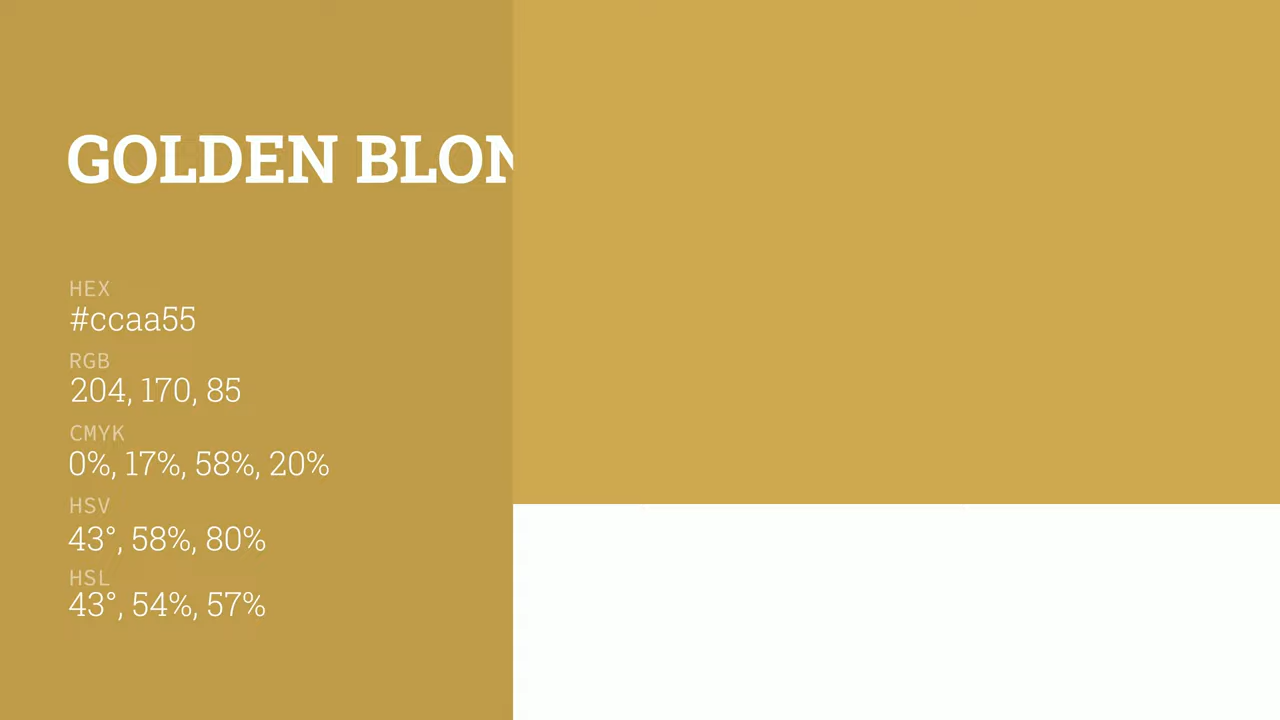 GOLDEN BLON
HEX
#ccaa55
RGB
204, 170, 85
CMYK
0%, 17%, 58%, 20%
HSV
43°, 58%, 80%
HSL
43°, 54%, 57%